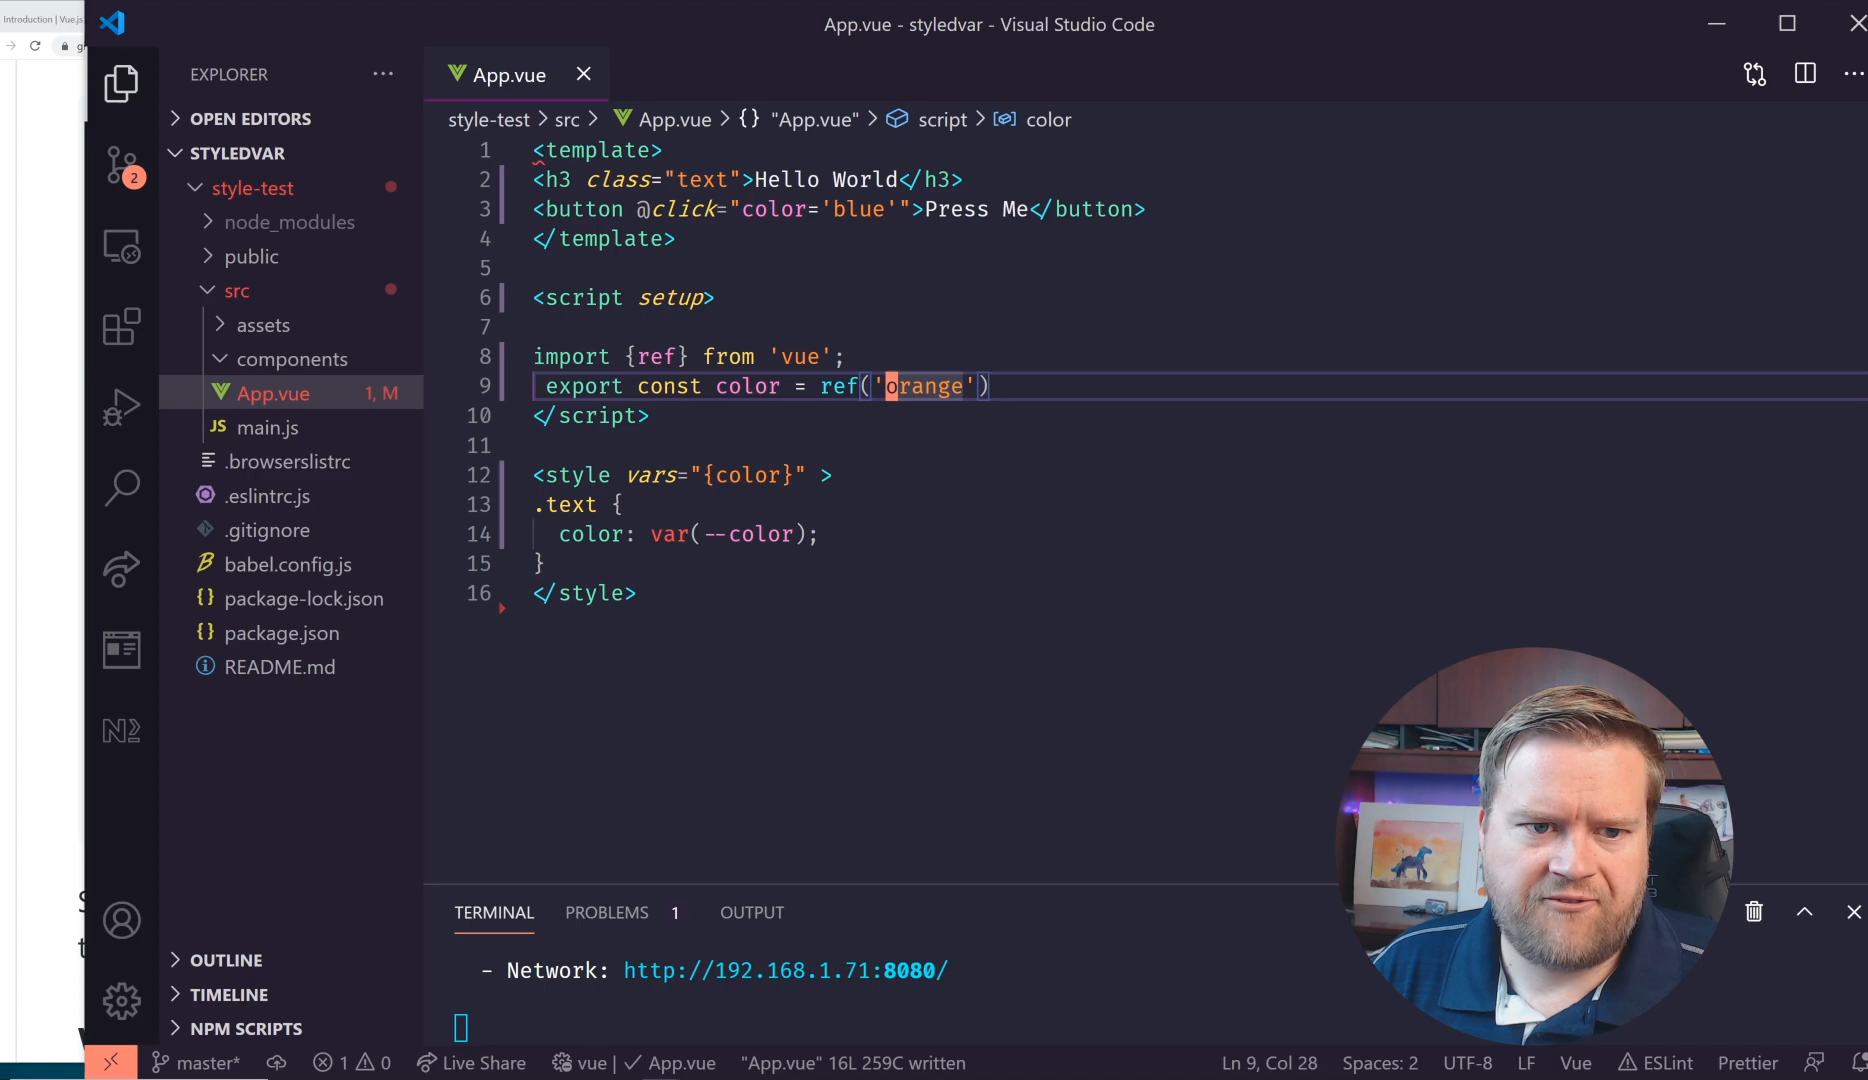 Introduction | Vue.js
App.vue - styledvar - Visual Studio Code
EXPLORER
App.vue
OPEN EDITORS
STYLEDVAR
style-test
node_modules
public
src
assets
components
App.vue 1, M
main.js
.browserslistrc
.eslintrc.js
.gitignore
babel.config.js
package-lock.json
package.json
README.md
OUTLINE
TIMELINE
NPM SCRIPTS
style-test > src > App.vue > {} "App.vue" > script > color
1 <template>
2 <h3 class="text">Hello World</h3>
3 <button @click="color='blue'">Press Me</button>
4 </template>
5
6 <script setup>
7
8 import {ref} from 'vue';
9 export const color = ref('orange')
10 </script>
11
12 <style vars="{color}" >
13 .text {
14 color: var(--color);
15 }
16 </style>
TERMINAL PROBLEMS 1 OUTPUT
- Network: http://192.168.1.71:8080/
2
master* 1 0 Live Share vue | ✓ App.vue "App.vue" 16L 259C written Ln 9, Col 28 Spaces: 2 UTF-8 LF Vue ESLint Prettier